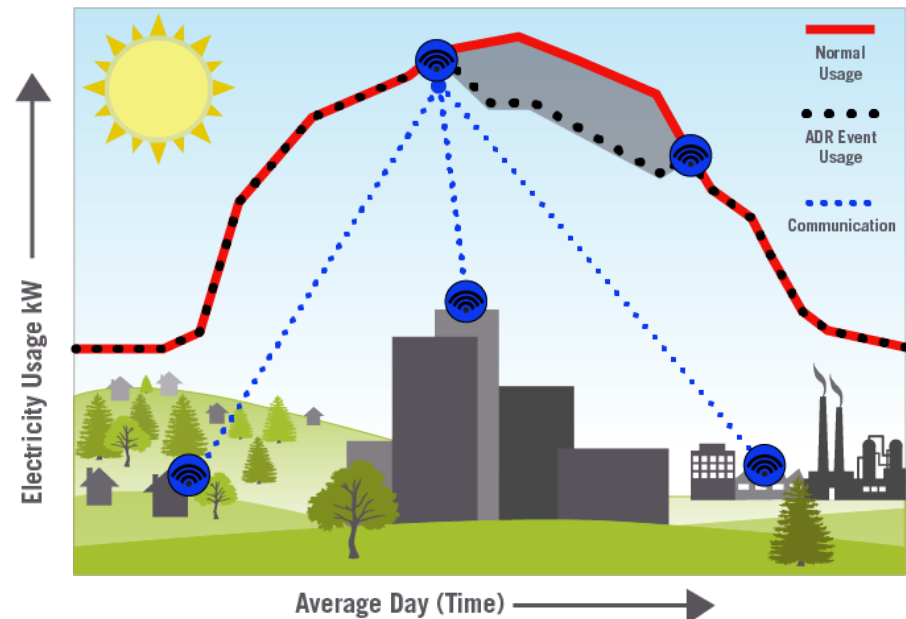 Normal
Usage
ADR Event
Usage
Communication
Electricity Usage kW
Average Day (Time)